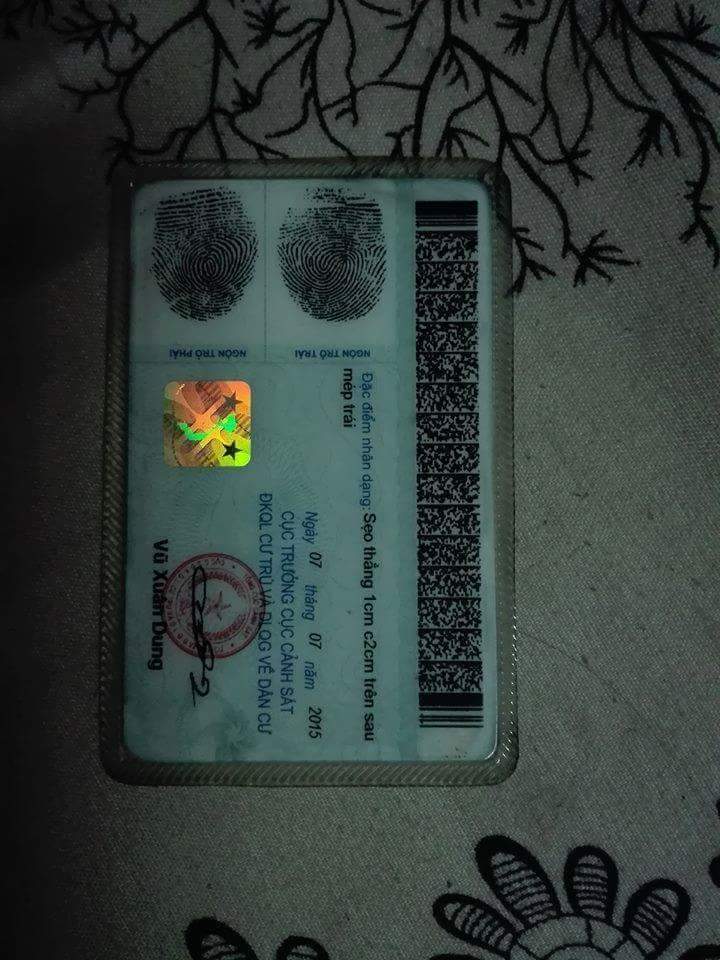 NGÓN TRỎ TRÁI
NGÓN TRỎ PHẢI
Đặc điểm nhân dạng: Sẹo thẳng 1cm c2cm trên sau
mép trái
Ngày 07 tháng 07 năm 2015
CỤC TRƯỞNG CỤC CẢNH SÁT
ĐKQL CƯ TRÚ VÀ DLQG VỀ DÂN CƯ
Vũ Xuân Dung